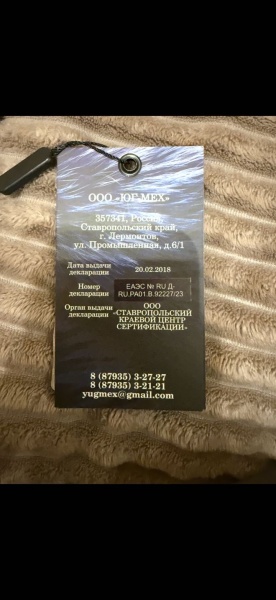 ООО «ЮГ-МЕХ»
357341, Россия,
Ставропольский край,
г. Лермонтов,
ул. Промышленная, д.6/1
Дата выдачи
декларации
20.02.2018
Номер
декларации
ЕАЭС № RU Д-
RU.РА01.В.92227/23
Орган выдачи
декларации
ООО
«СТАВРОПОЛЬСКИЙ
КРАЕВОЙ ЦЕНТР
СЕРТИФИКАЦИИ»
8 (87935) 3-27-27
8 (87935) 3-21-21
yugmex@gmail.com